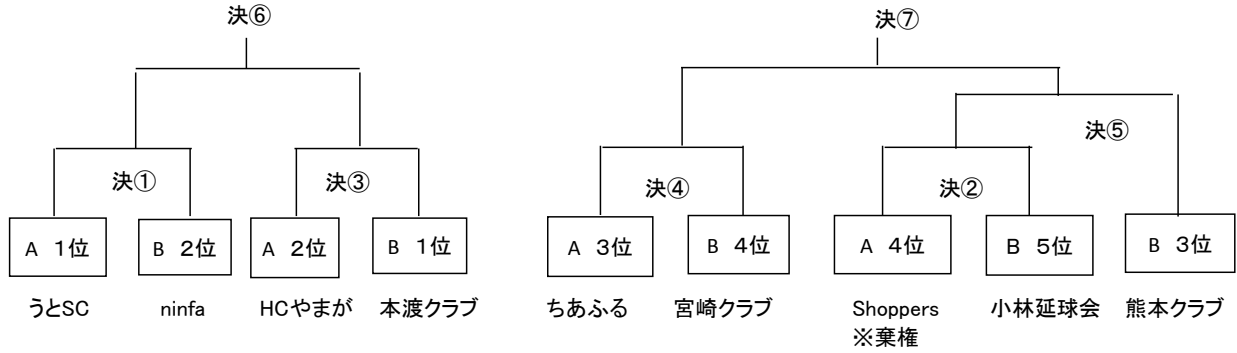 決⑥ 決⑦
決⑤
決① 決③ 決④ 決②
A 1位 B 2位 A 2位 B 1位 A 3位 B 4位 A 4位 B 5位 B 3位
うとSC ninfa HCやまが 本渡クラブ ちあふる 宮崎クラブ Shoppers 小林延球会 熊本クラブ
※棄権